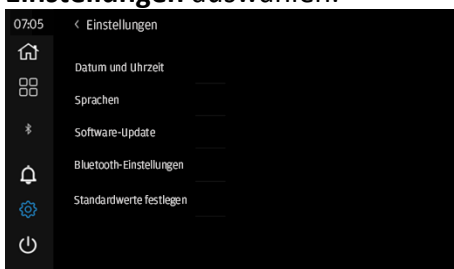 Einstellungen auswählen.
07:05
< Einstellungen
Datum und Uhrzeit
Sprachen
Software-Update
Bluetooth-Einstellungen
Standardwerte festlegen